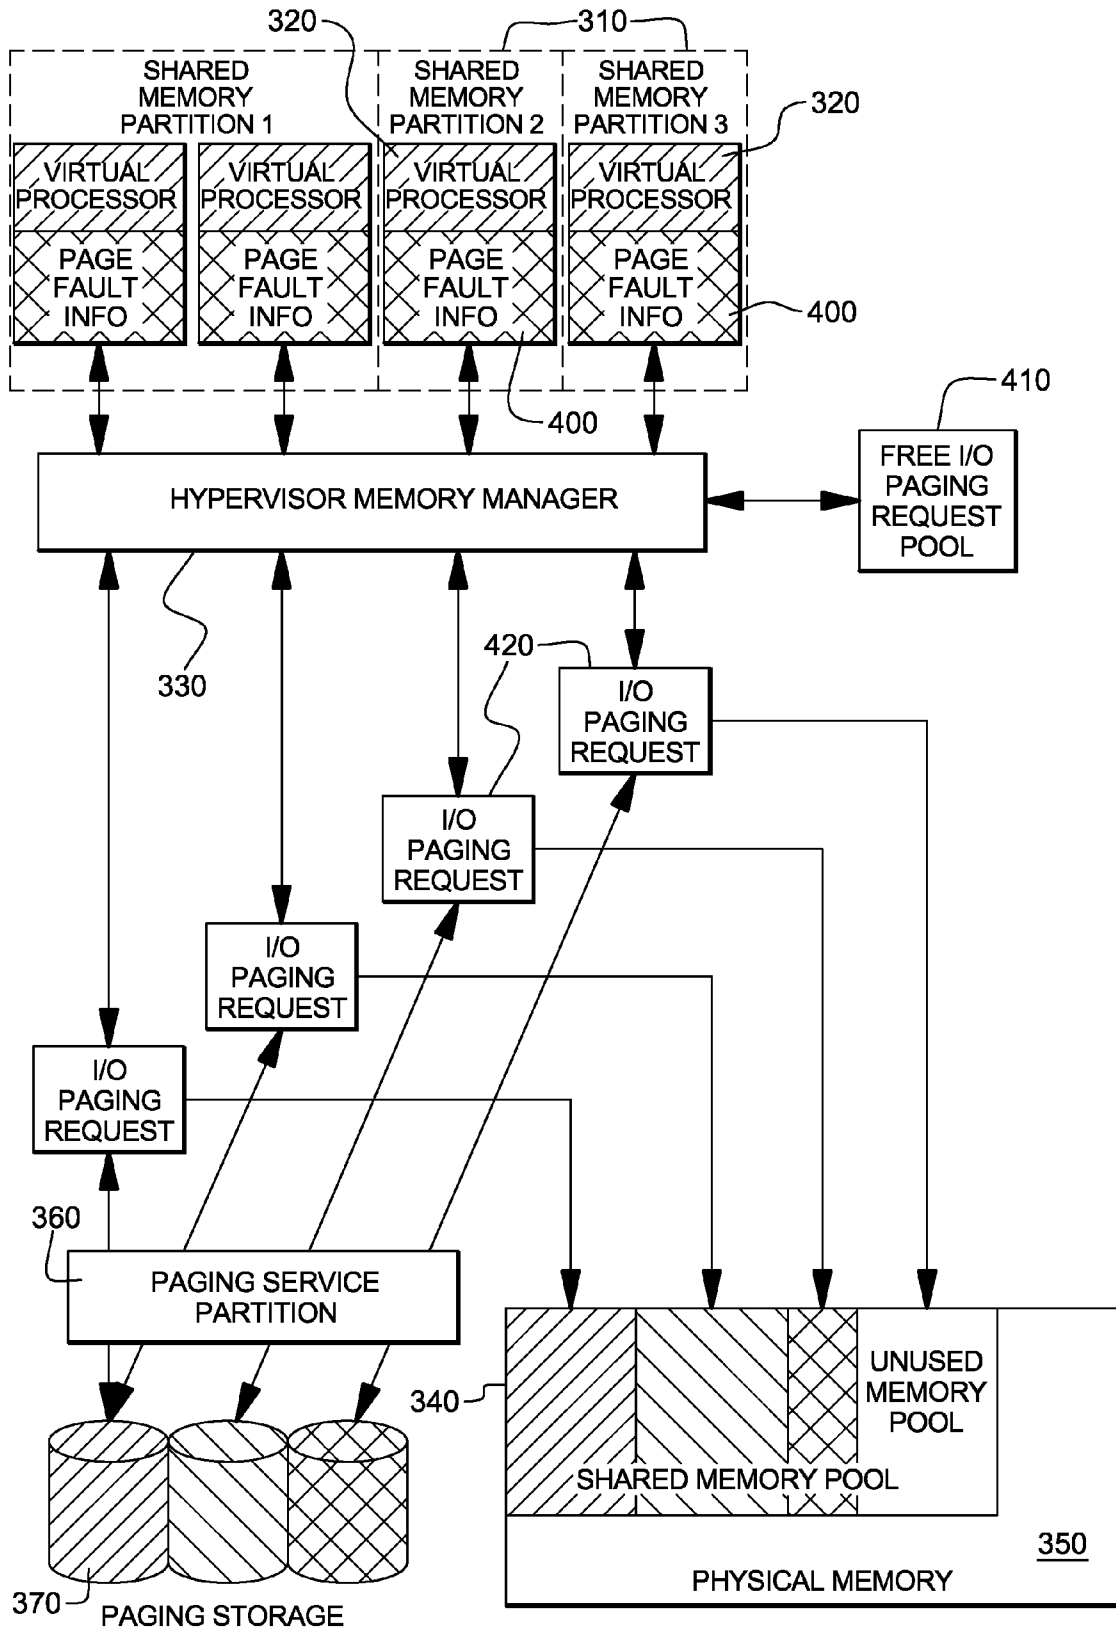 320
310
SHARED
MEMORY
PARTITION 1
SHARED
MEMORY
PARTITION 2
SHARED
MEMORY
PARTITION 3
320
VIRTUAL
PROCESSOR
VIRTUAL
PROCESSOR
VIRTUAL
PROCESSOR
VIRTUAL
PROCESSOR
PAGE
FAULT
INFO
PAGE
FAULT
INFO
PAGE
FAULT
INFO
PAGE
FAULT
INFO
400
400
410
HYPERVISOR MEMORY MANAGER
FREE I/O
PAGING
REQUEST
POOL
330
420
I/O
PAGING
REQUEST
I/O
PAGING
REQUEST
I/O
PAGING
REQUEST
I/O
PAGING
REQUEST
360
PAGING SERVICE
PARTITION
340
UNUSED
MEMORY
POOL
SHARED MEMORY POOL
350
PHYSICAL MEMORY
370
PAGING STORAGE